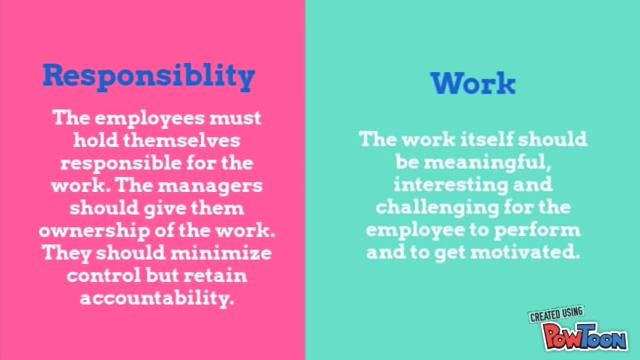 Responsiblity
The employees must
hold themselves
responsible for the
work. The managers
should give them
ownership of the work.
They should minimize
control but retain
accountability.
Work
The work itself should
be meaningful,
interesting and
challenging for the
employee to perform
and to get motivated.
CREATED USING
POWTOON